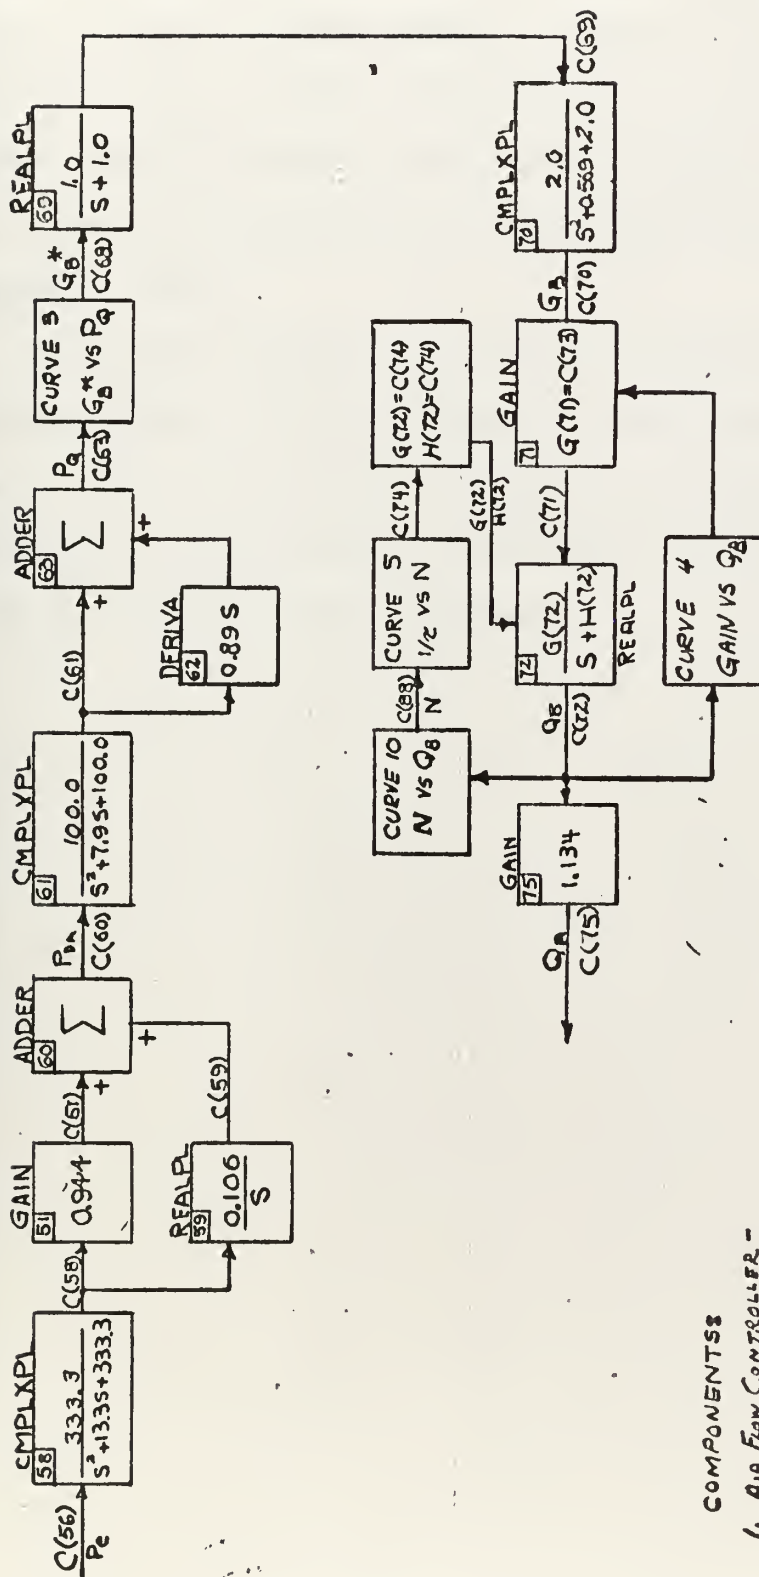 C(56)
Pe
CMPLXPL
58
333.3
S²+13.3S+333.3
C(58)
GAIN
51
0.944
C(51)
ADDER
60
Σ
+
+
REALPL
59
0.106
S
C(59)
C(60)
CMPLXPL
61
100.0
S²+7.9S+100.0
C(61)
DERIVA
62
0.89 S
ADDER
63
Σ
+
+
PQ
C(63)
CURVE 3
GB* VS PQ
GB*
C(68)
REALPL
69
1.0
S + 1.0
C(69)
CMPLXPL
70
2.0
S²+0.569+2.0
GB
C(70)
GAIN
71
G(71)=C(73)
C(71)
G(72)=C(74)
H(72)=C(74)
G(72)
H(72)
C(74)
CURVE 5
1/τ VS N
C(88)
N
CURVE 10
N VS QB
72
G(72)
S + H(72)
REALPL
QB
C(72)
CURVE 4
GAIN VS QB
GAIN
75
1.134
QA
C(75)
COMPONENTS:
1. AIR FLOW CONTROLLER -